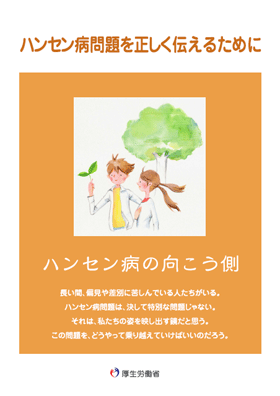 ハンセン病問題を正しく伝えるために
ハンセン病の向こう側
長い間、偏見や差別に苦しんでいる人たちがいる。
ハンセン病問題は、決して特別な問題じゃない。
それは、私たちの姿を映し出す鏡だと思う。
この問題を、どうやって乗り越えていけばいいのだろう。
厚生労働省